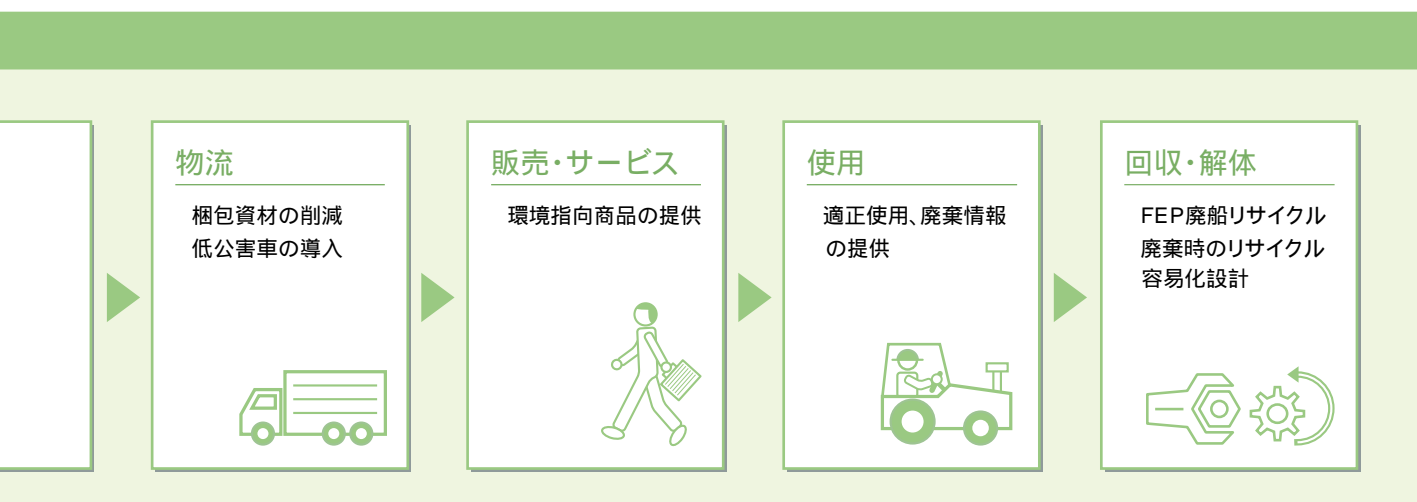 物流
梱包資材の削減
低公害車の導入
販売・サービス
環境指向商品の提供
使用
適正使用、廃棄情報
の提供
回収・解体
FEP廃船リサイクル
廃棄時のリサイクル
容易化設計